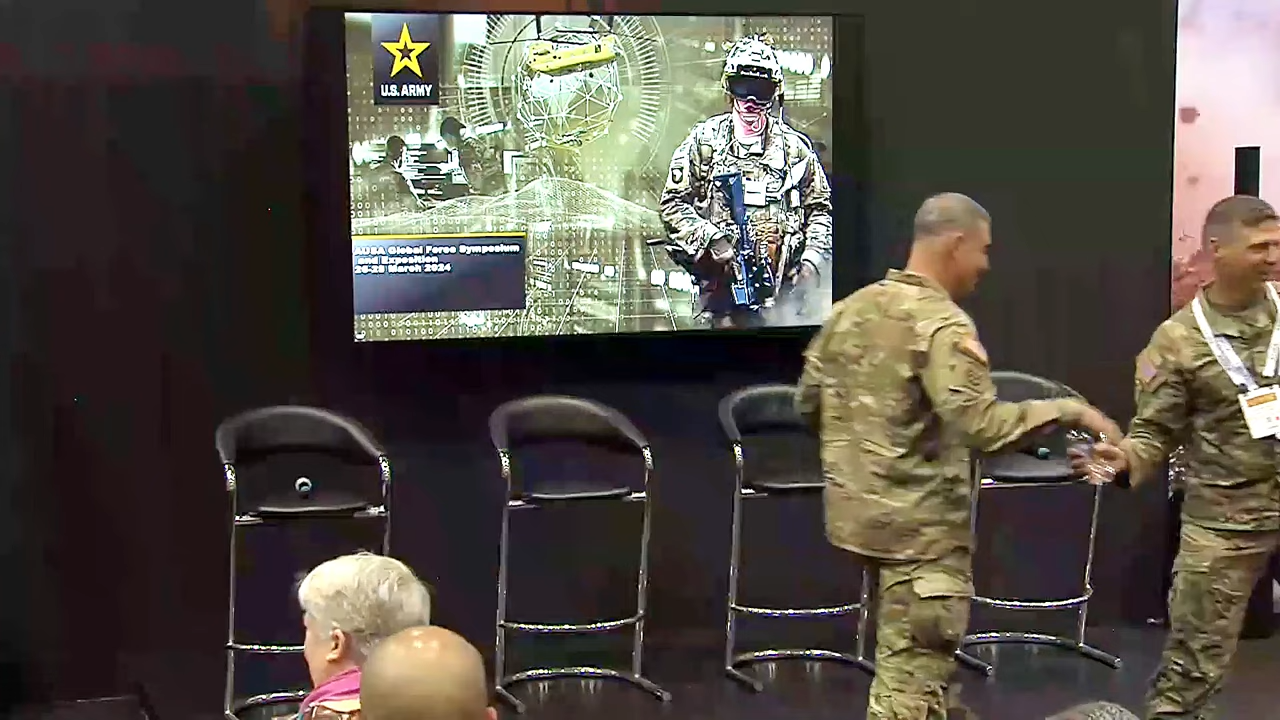 U.S. ARMY
AUSA Global Force Symposium
and Exposition
26-28 March 2024